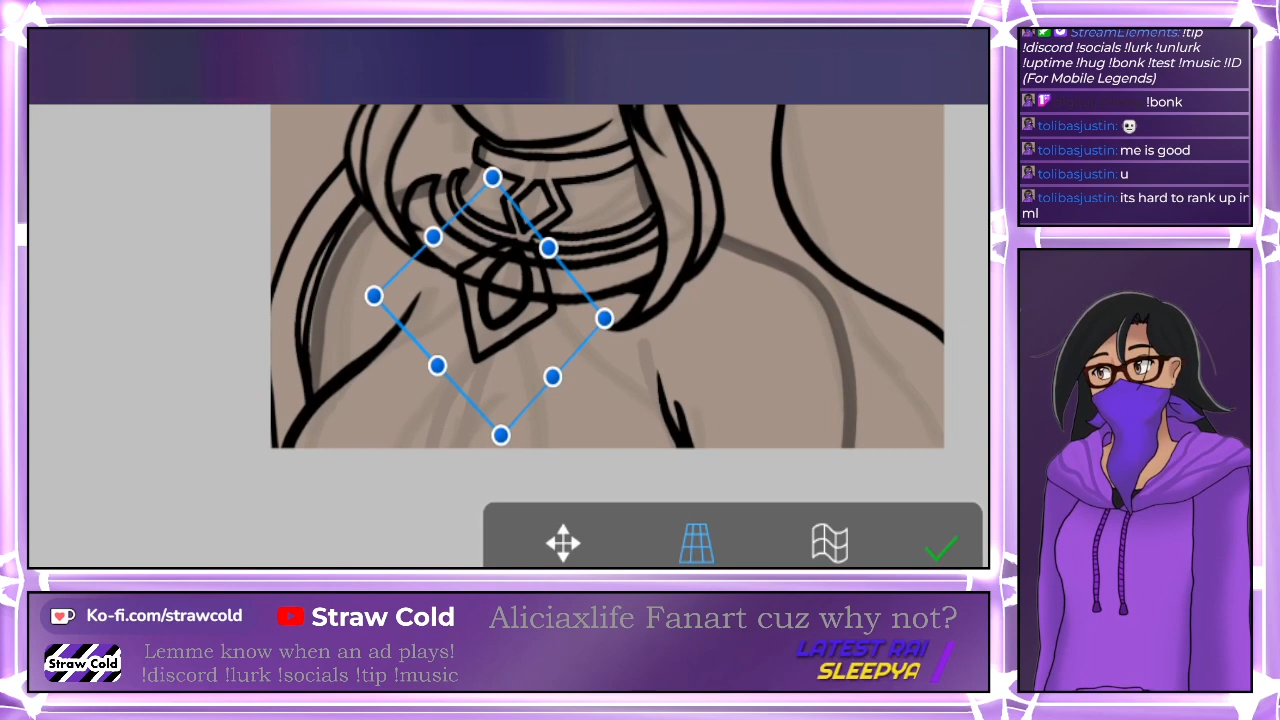 StreamElements: !tip
!discord !socials !lurk !unlurk
!uptime !hug !bonk !test !music !ID
(For Mobile Legends)
!bonk
tolibasjustin:
tolibasjustin: me is good
tolibasjustin: u
tolibasjustin: its hard to rank up in
ml
Ko-fi.com/strawcold
Straw Cold
Aliciaxlife Fanart cuz why not?
Straw Cold
Lemme know when an ad plays!
!discord !lurk !socials !tip !music
LATEST RAI
SLEEPYA